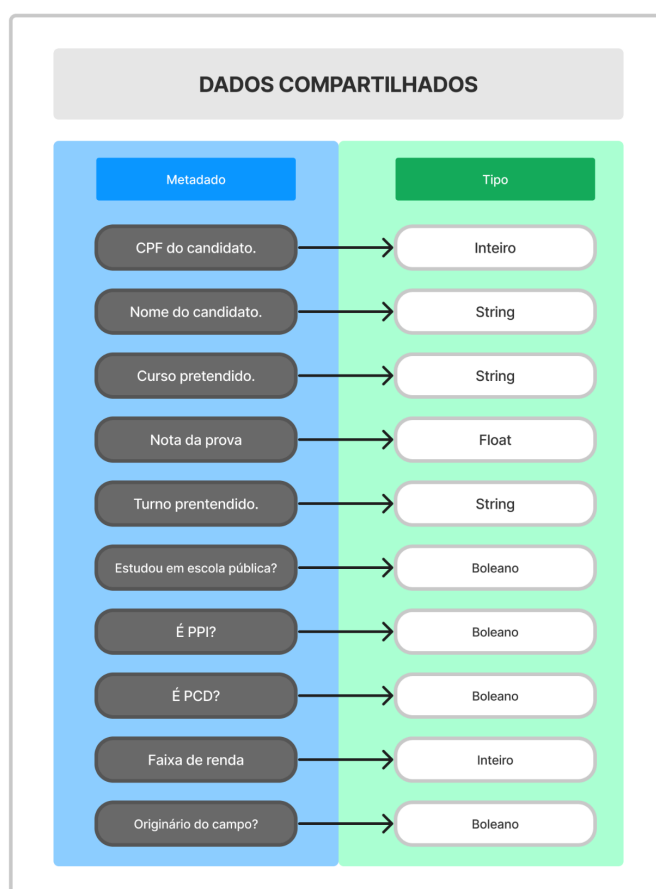 DADOS COMPARTILHADOS
Metadado Tipo
CPF do candidato. Inteiro
Nome do candidato. String
Curso pretendido. String
Nota da prova Float
Turno prentendido. String
Estudou em escola pública? Boleano
É PPI? Boleano
É PCD? Boleano
Faixa de renda Inteiro
Originário do campo? Boleano